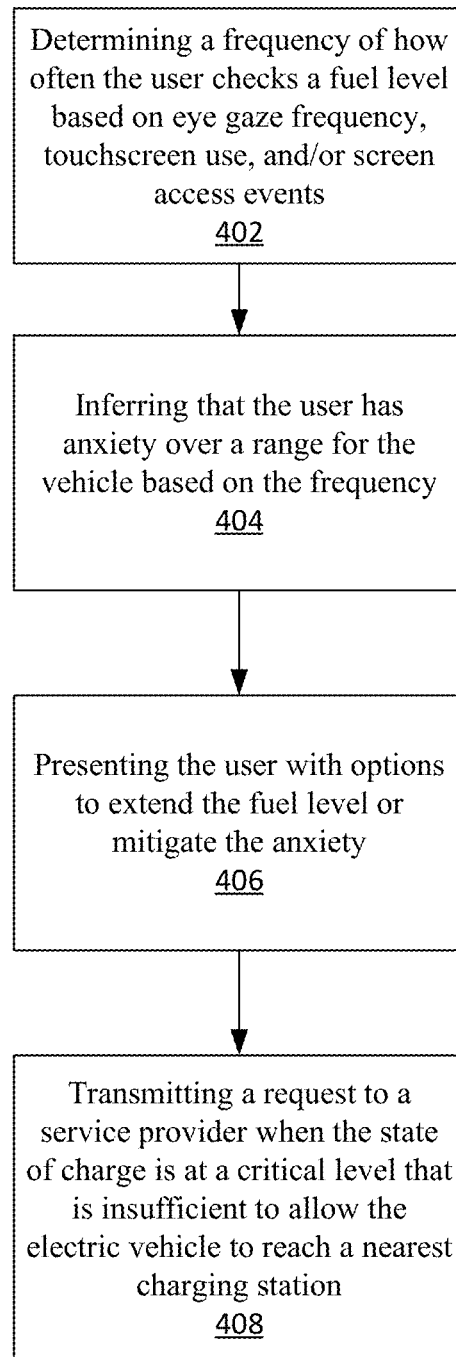 Determining a frequency of how
often the user checks a fuel level
based on eye gaze frequency,
touchscreen use, and/or screen
access events
402
Inferring that the user has
anxiety over a range for the
vehicle based on the frequency
404
Presenting the user with options
to extend the fuel level or
mitigate the anxiety
406
Transmitting a request to a
service provider when the state
of charge is at a critical level that
is insufficient to allow the
electric vehicle to reach a nearest
charging station
408